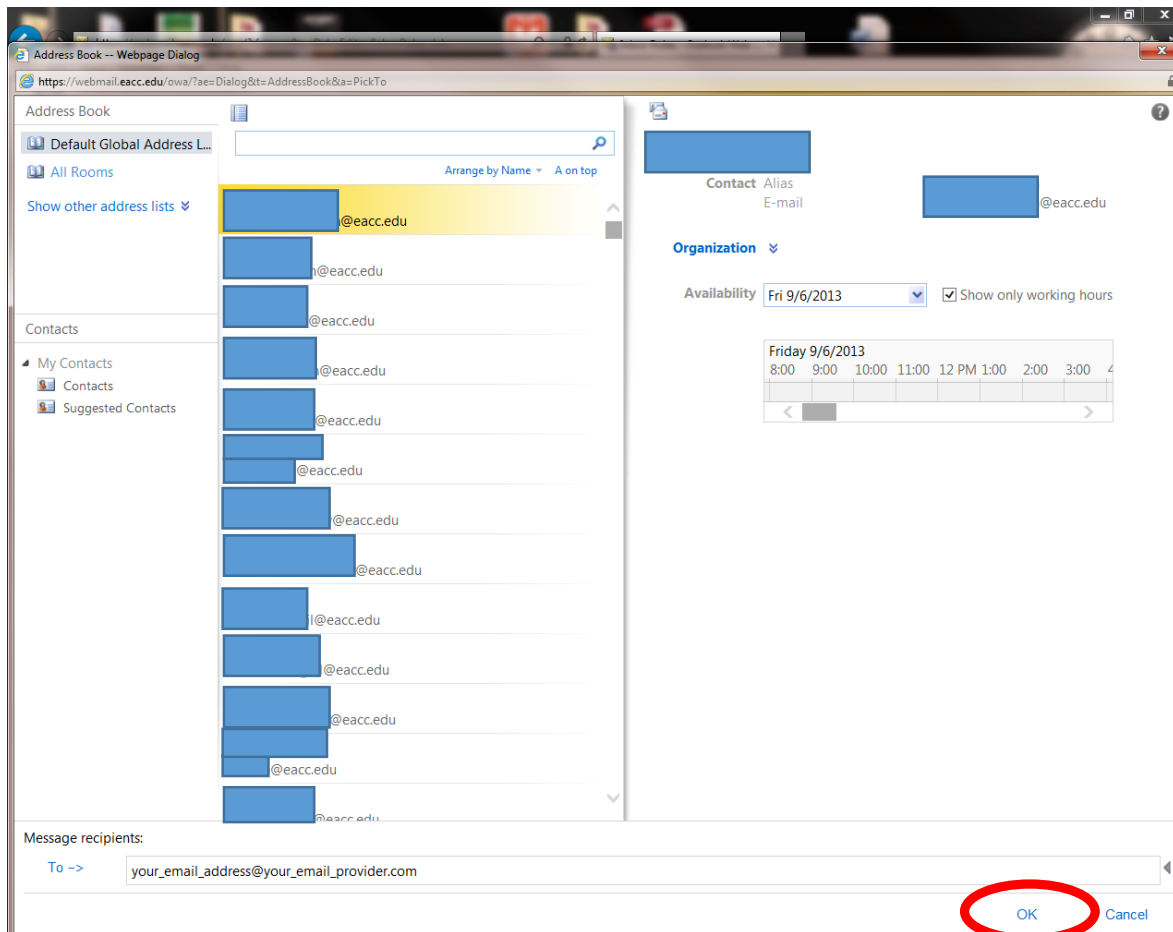 Address Book -- Webpage Dialog
https://webmail.eacc.edu/owa/?ae=Dialog&t=AddressBook&a=PickTo
Address Book
Default Global Address L...
All Rooms
Show other address lists
Contacts
My Contacts
Contacts
Suggested Contacts
Arrange by Name
A on top
@eacc.edu
@eacc.edu
@eacc.edu
@eacc.edu
@eacc.edu
@eacc.edu
@eacc.edu
@eacc.edu
l@eacc.edu
l@eacc.edu
@eacc.edu
@eacc.edu
@eacc.edu
Contact Alias
E-mail @eacc.edu
Organization
Availability Fri 9/6/2013 Show only working hours
Friday 9/6/2013
8:00 9:00 10:00 11:00 12 PM 1:00 2:00 3:00 4
Message recipients:
To -> your_email_address@your_email_provider.com
OK Cancel